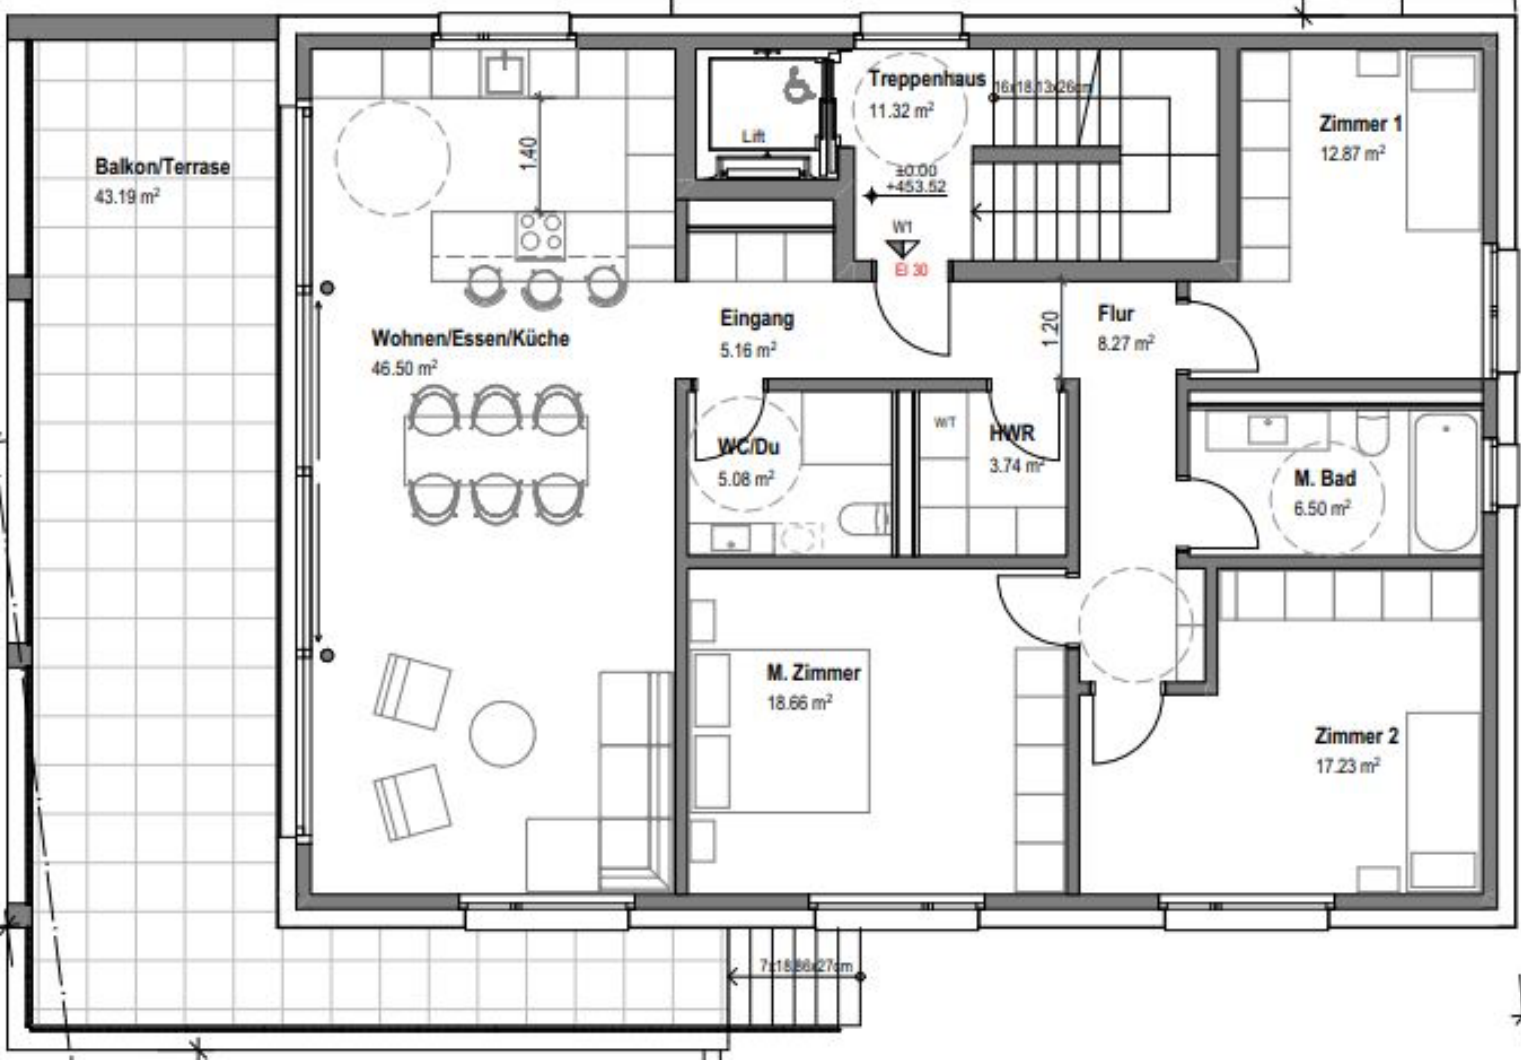 Treppenhaus
11.32 m²
16x18.13x26cm
Zimmer 1
12.87 m²
Lift
1.40
Balkon/Terrasse
43.19 m²
±0.00
+453.52
W1
EI 30
Wohnen/Essen/Küche
46.50 m²
Eingang
5.16 m²
1.20
Flur
8.27 m²
WC/Du
5.08 m²
W/T
HWR
3.74 m²
M. Bad
6.50 m²
M. Zimmer
18.66 m²
Zimmer 2
17.23 m²
7x18.86x27cm